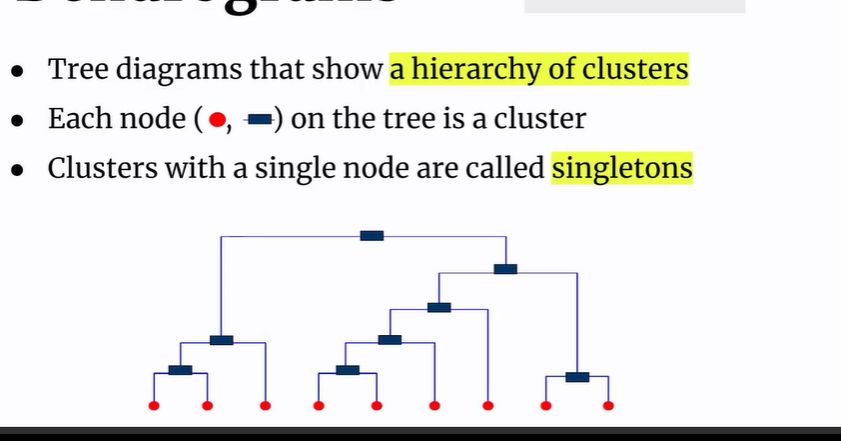 Dendrograms
• Tree diagrams that show a hierarchy of clusters
• Each node ( , ) on the tree is a cluster
• Clusters with a single node are called singletons